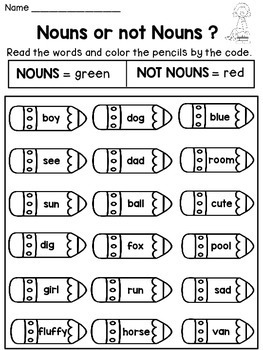 Name
Nouns or not Nouns ?
Read the words and color the pencils by the code.
NOUNS = green NOT NOUNS = red
boy dog blue
see dad room
sun ball cute
dig fox pool
girl run sad
fluffy horse van